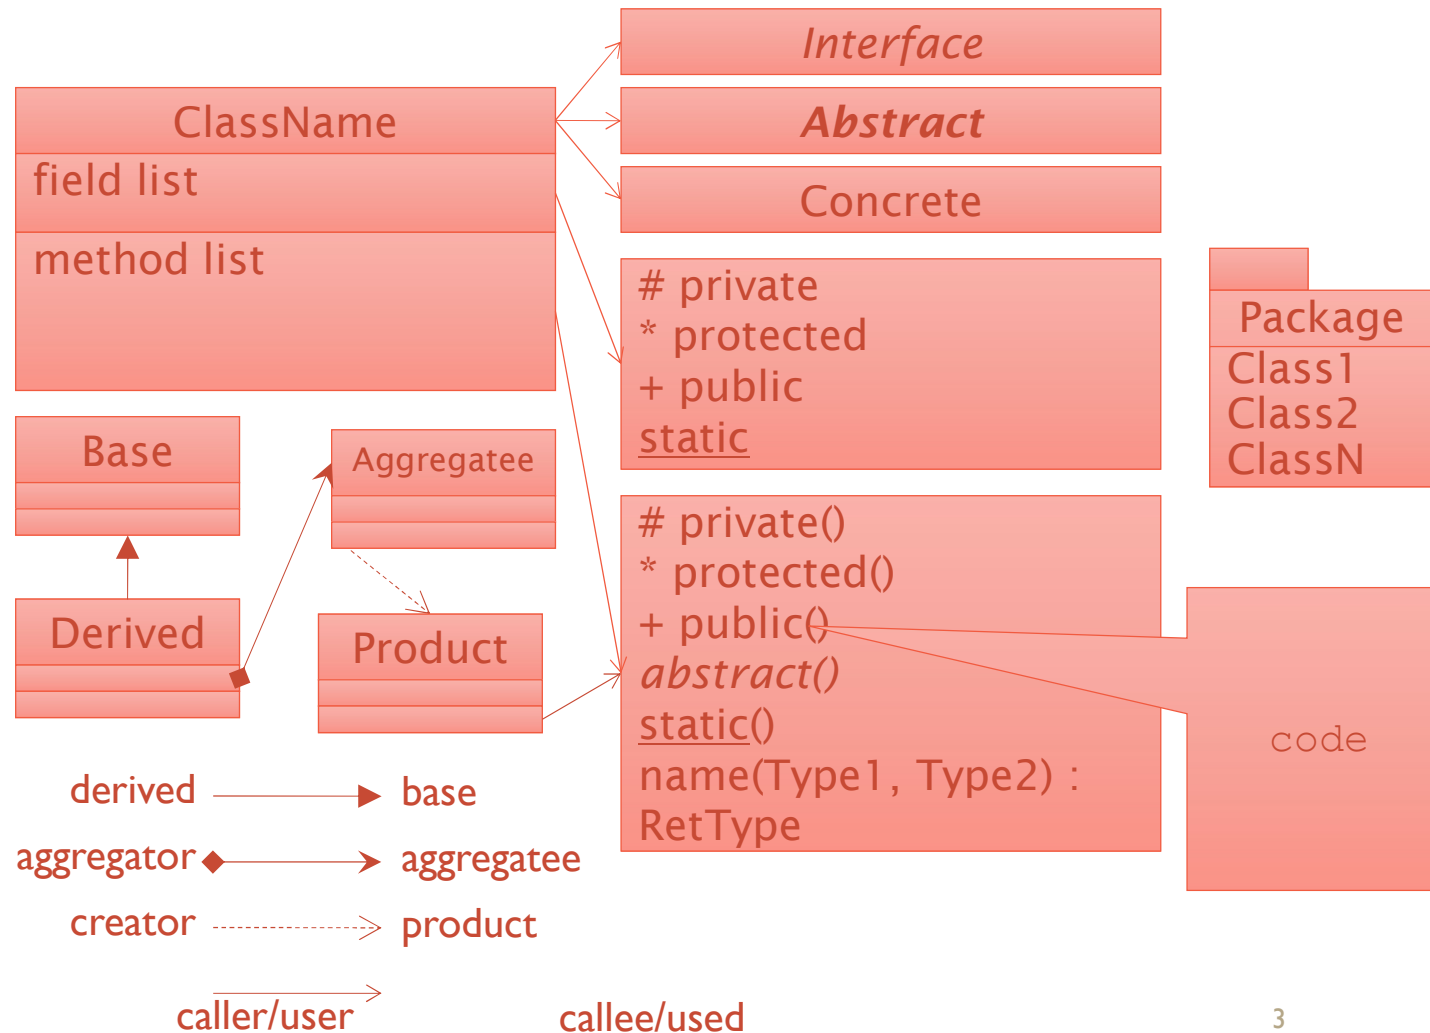 Interface
ClassName
Abstract
field list
Concrete
method list
# private
* protected
+ public
static
Package
Class1
Class2
ClassN
Base
Aggregatee
Derived
Product
# private()
* protected()
+ public()
abstract()
static()
name(Type1, Type2) :
RetType
code
derived base
aggregator aggregatee
creator product
caller/user callee/used
3